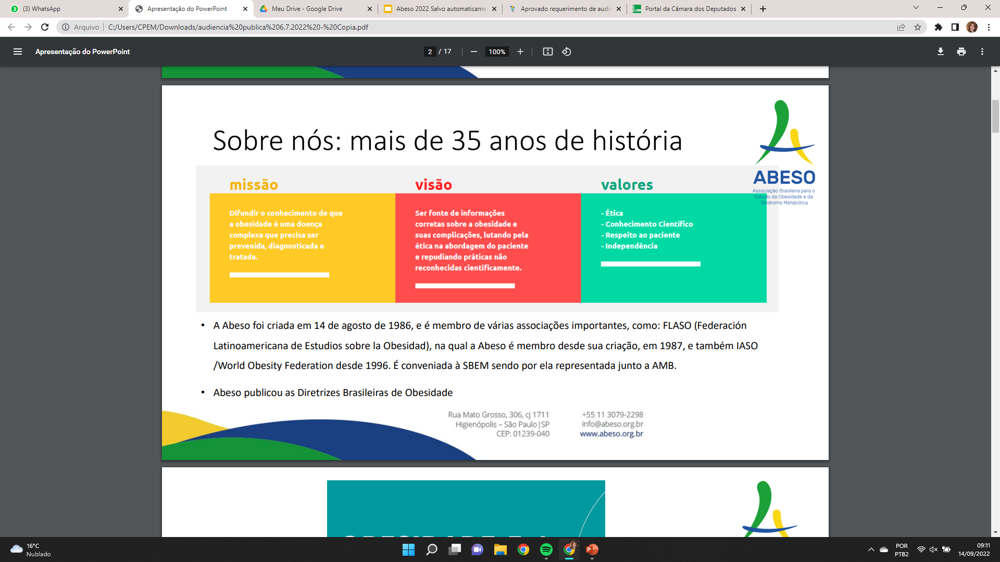 (3) WhatsApp
Apresentação do PowerPoint
Meu Drive - Google Drive
Abeso 2022 Salvo automaticame
Aprovado requerimento de audi
Portal da Câmara dos Deputados
Arquivo
C:/Users/CPEM/Downloads/audiencia%20publica%206.7.2022%20-%20Copia.pdf
Apresentação do PowerPoint
2 / 17
100%
Sobre nós: mais de 35 anos de história
ABESO
Associação Brasileira para o
Estudo da Obesidade e da
Síndrome Metabólica
missão
Difundir o conhecimento de que
a obesidade é uma doença
complexa que precisa ser
prevenida, diagnosticada e
tratada.
visão
Ser fonte de informações
corretas sobre a obesidade e
suas complicações, lutando pela
ética na abordagem do paciente
e repudiando práticas não
reconhecidas cientificamente.
valores
- Ética
- Conhecimento Científico
- Respeito ao paciente
- Independência
• A Abeso foi criada em 14 de agosto de 1986, e é membro de várias associações importantes, como: FLASO (Federación
Latinoamericana de Estudios sobre la Obesidad), na qual a Abeso é membro desde sua criação, em 1987, e também IASO
/World Obesity Federation desde 1996. É conveniada à SBEM sendo por ela representada junto a AMB.
• Abeso publicou as Diretrizes Brasileiras de Obesidade
Rua Mato Grosso, 306, cj 1711
Higienópolis – São Paulo|SP
CEP: 01239-040
+55 11 3079-2298
info@abeso.org.br
www.abeso.org.br
16°C
Nublado
POR
PTB2
09:11
14/09/2022